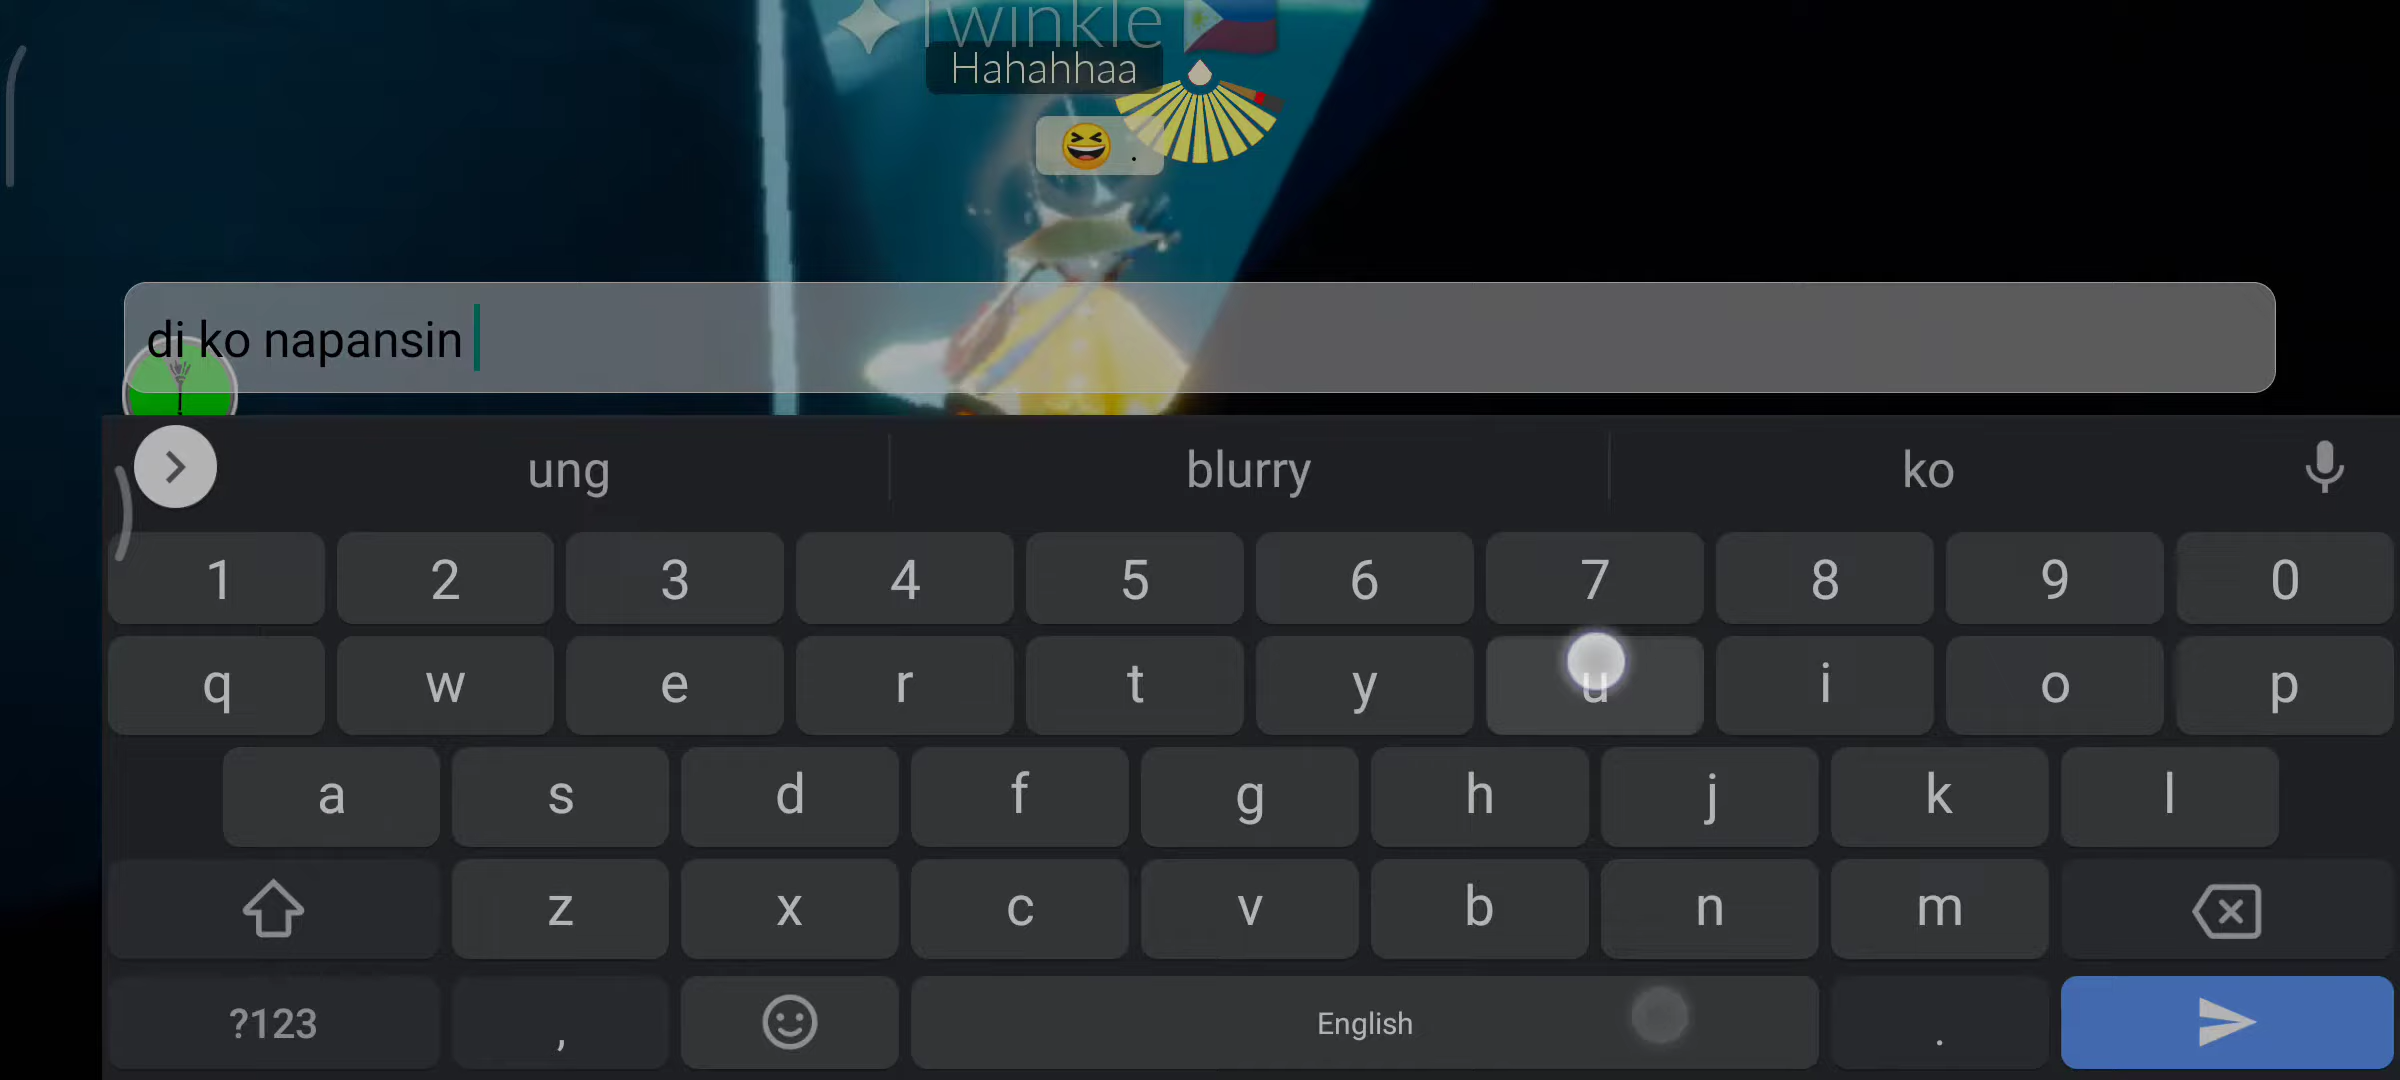 Twinkle
Hahahhaa
😆 .
di ko napansin
ung blurry ko
1 2 3 4 5 6 7 8 9 0
q w e r t y u i o p
a s d f g h j k l
z x c v b n m
?123 , English .